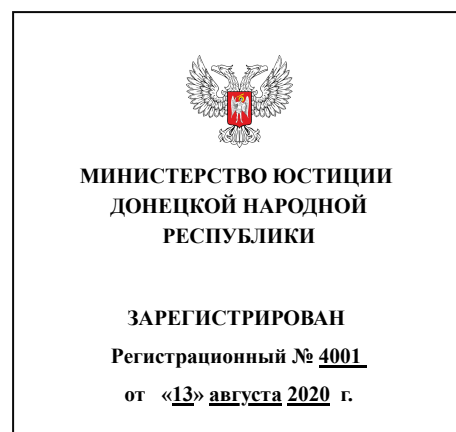 МИНИСТЕРСТВО ЮСТИЦИИ
ДОНЕЦКОЙ НАРОДНОЙ
РЕСПУБЛИКИ
ЗАРЕГИСТРИРОВАН
Регистрационный № 4001
от «13» августа 2020 г.